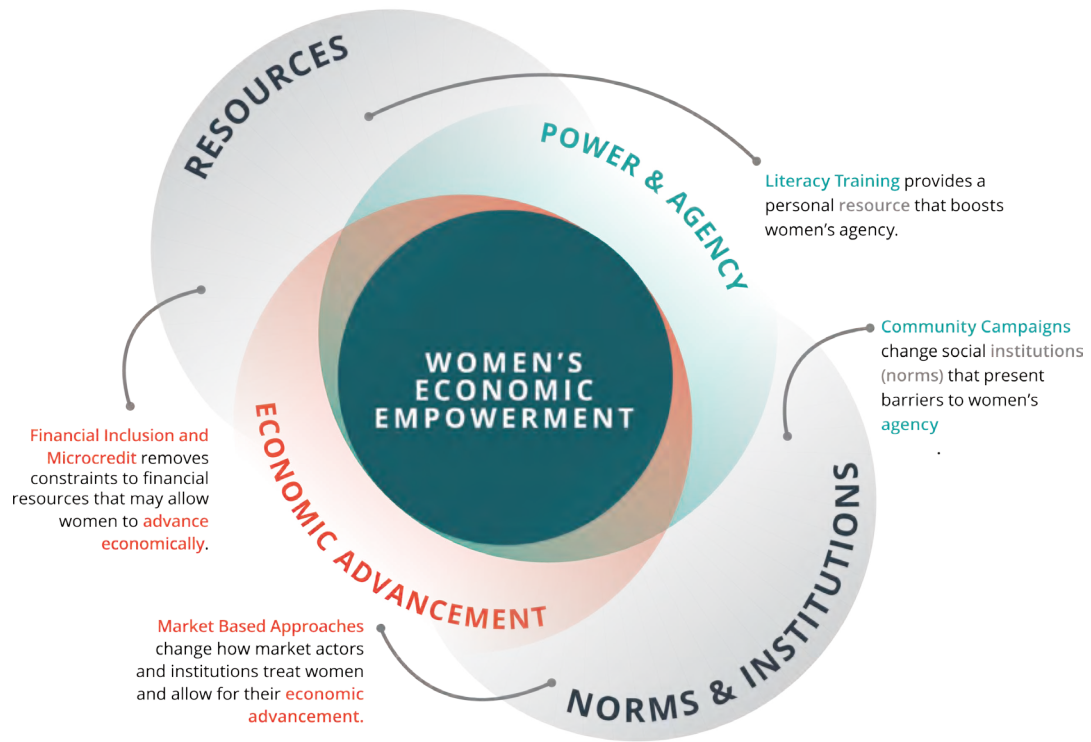 RESOURCES
POWER & AGENCY
Literacy Training provides a
personal resource that boosts
women’s agency.
Community Campaigns
change social institutions
(norms) that present
barriers to women’s
agency
.
WOMEN’S
ECONOMIC
EMPOWERMENT
Financial Inclusion and
Microcredit removes
constraints to financial
resources that may allow
women to advance
economically.
ECONOMIC ADVANCEMENT
Market Based Approaches
change how market actors
and institutions treat women
and allow for their economic
advancement.
NORMS & INSTITUTIONS